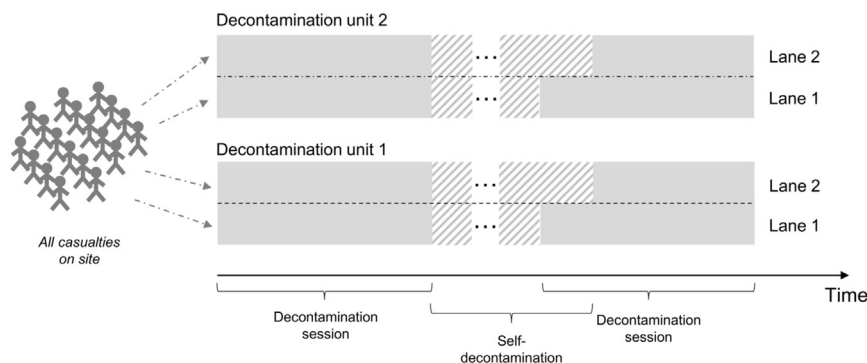 Decontamination unit 2
Lane 2
Lane 1
Decontamination unit 1
Lane 2
Lane 1
All casualties
on site
Time
Decontamination
session
Self-
decontamination
Decontamination
session